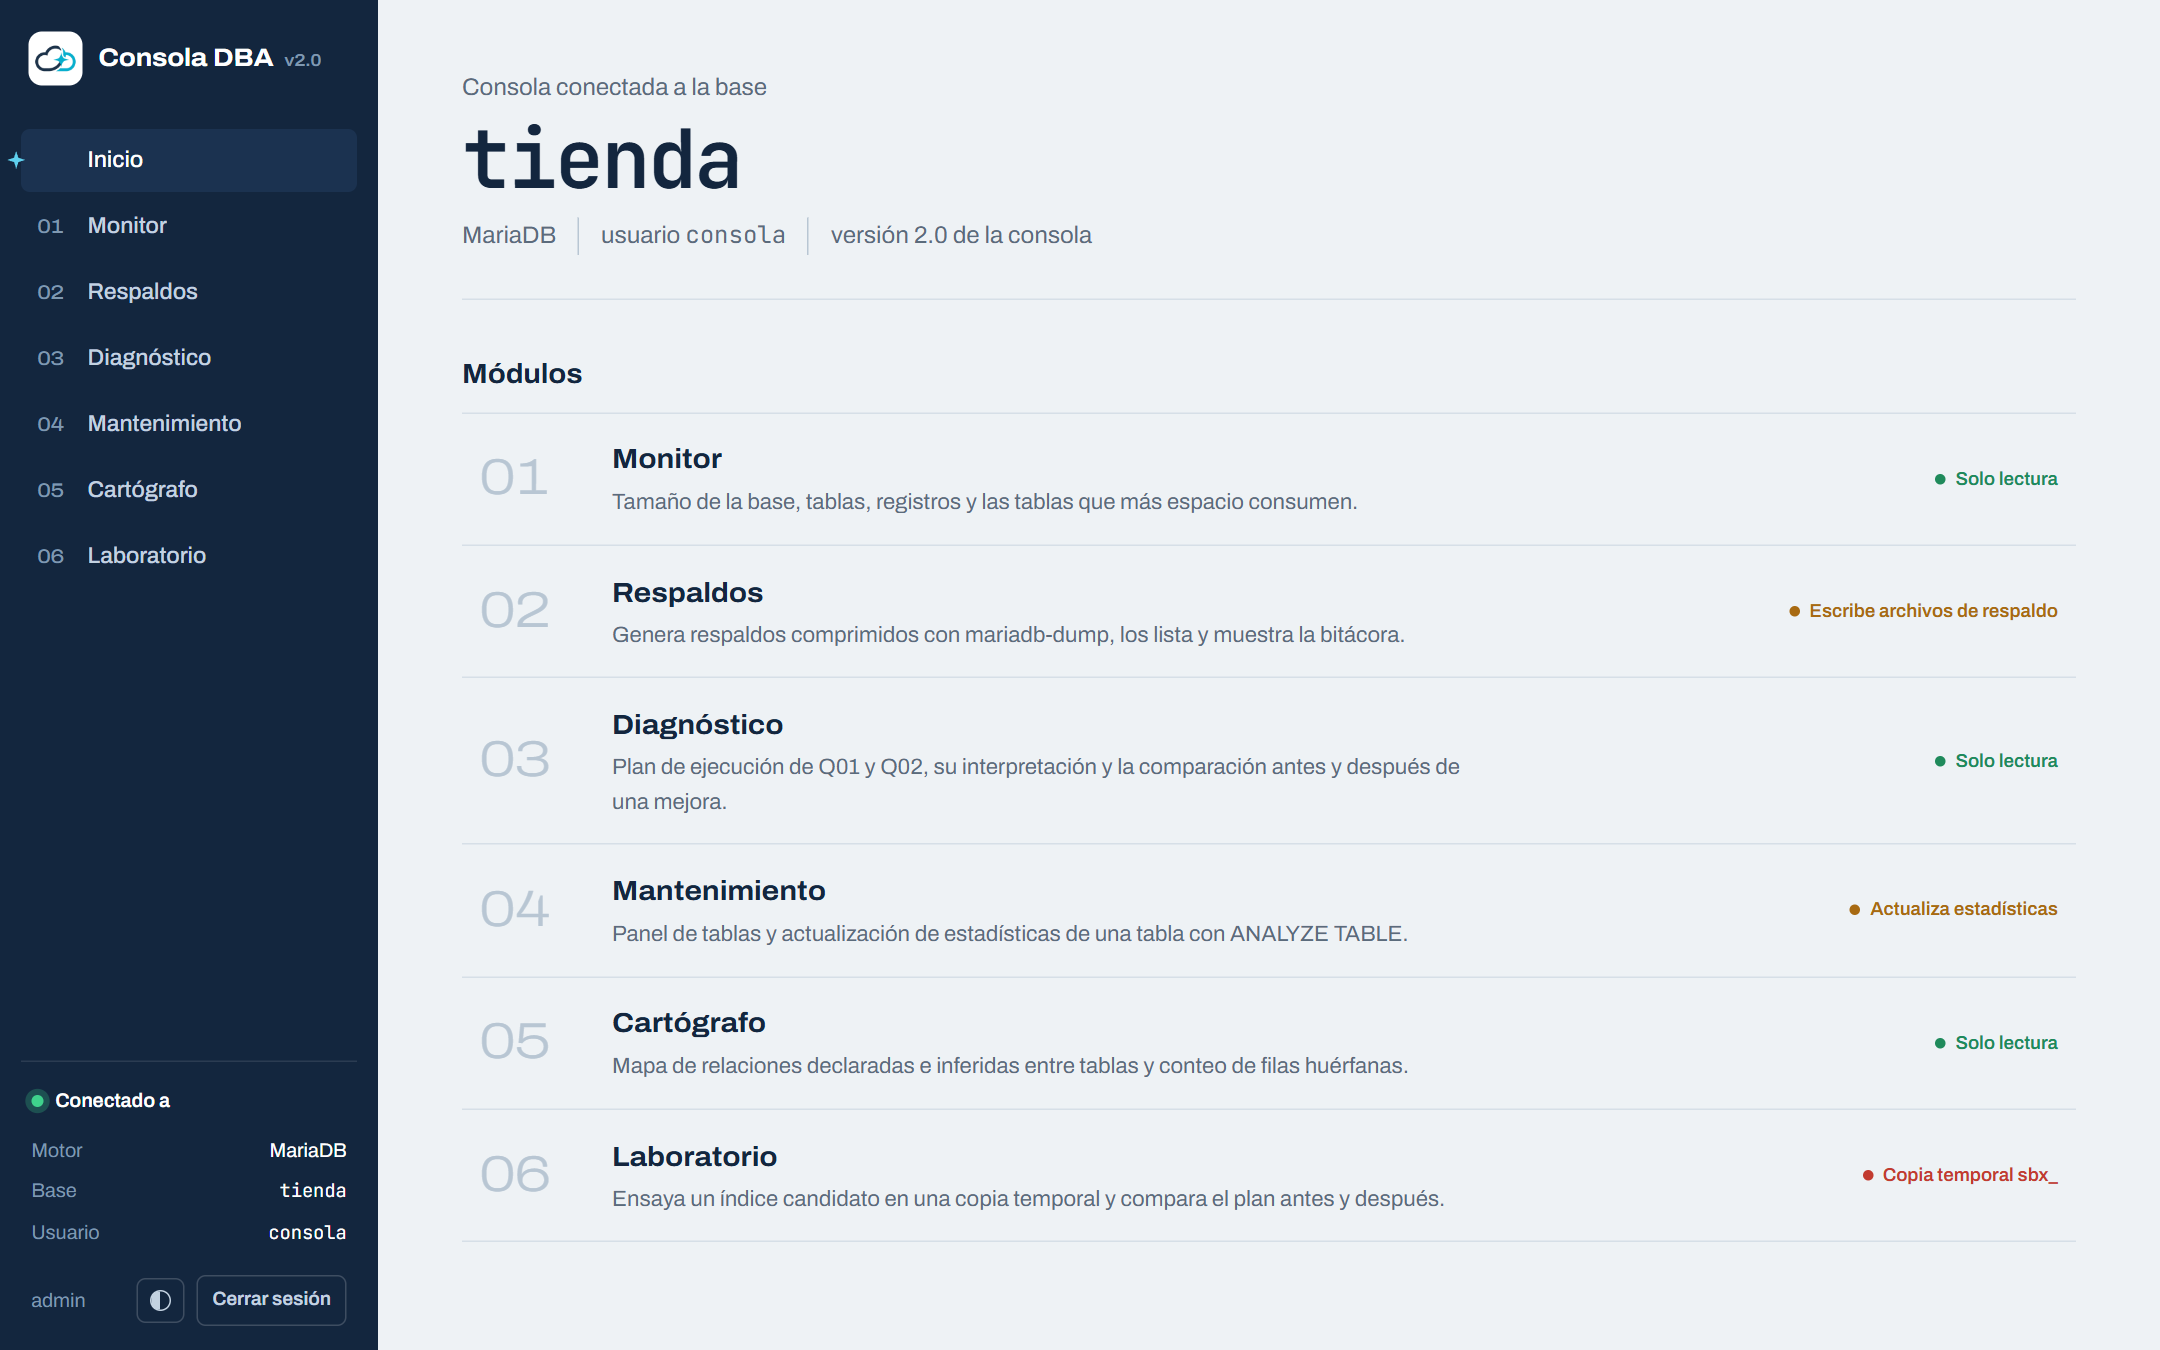 Consola DBA v2.0
Inicio
01 Monitor
02 Respaldos
03 Diagnóstico
04 Mantenimiento
05 Cartógrafo
06 Laboratorio
Conectado a
Motor MariaDB
Base tienda
Usuario consola
admin Cerrar sesión
Consola conectada a la base
tienda
MariaDB usuario consola versión 2.0 de la consola
Módulos
01 Monitor
Tamaño de la base, tablas, registros y las tablas que más espacio consumen.
Solo lectura
02 Respaldos
Genera respaldos comprimidos con mariadb-dump, los lista y muestra la bitácora.
Escribe archivos de respaldo
03 Diagnóstico
Plan de ejecución de Q01 y Q02, su interpretación y la comparación antes y después de
una mejora.
Solo lectura
04 Mantenimiento
Panel de tablas y actualización de estadísticas de una tabla con ANALYZE TABLE.
Actualiza estadísticas
05 Cartógrafo
Mapa de relaciones declaradas e inferidas entre tablas y conteo de filas huérfanas.
Solo lectura
06 Laboratorio
Ensaya un índice candidato en una copia temporal y compara el plan antes y después.
Copia temporal sbx_